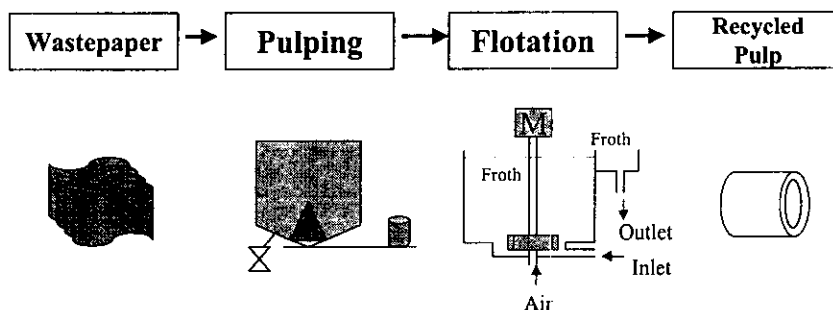 Wastepaper
Pulping
Flotation
Recycled
Pulp
M
Froth
Froth
Outlet
Inlet
Air